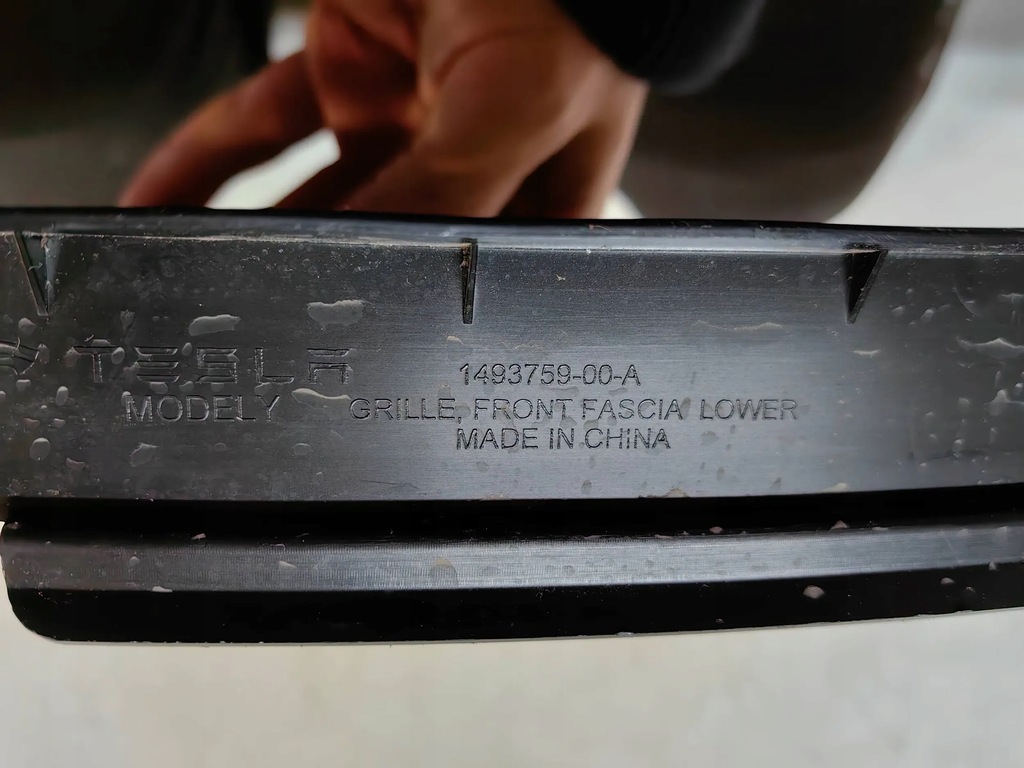 TESLA
MODELY
1493759-00-A
GRILLE, FRONT FASCIA LOWER
MADE IN CHINA